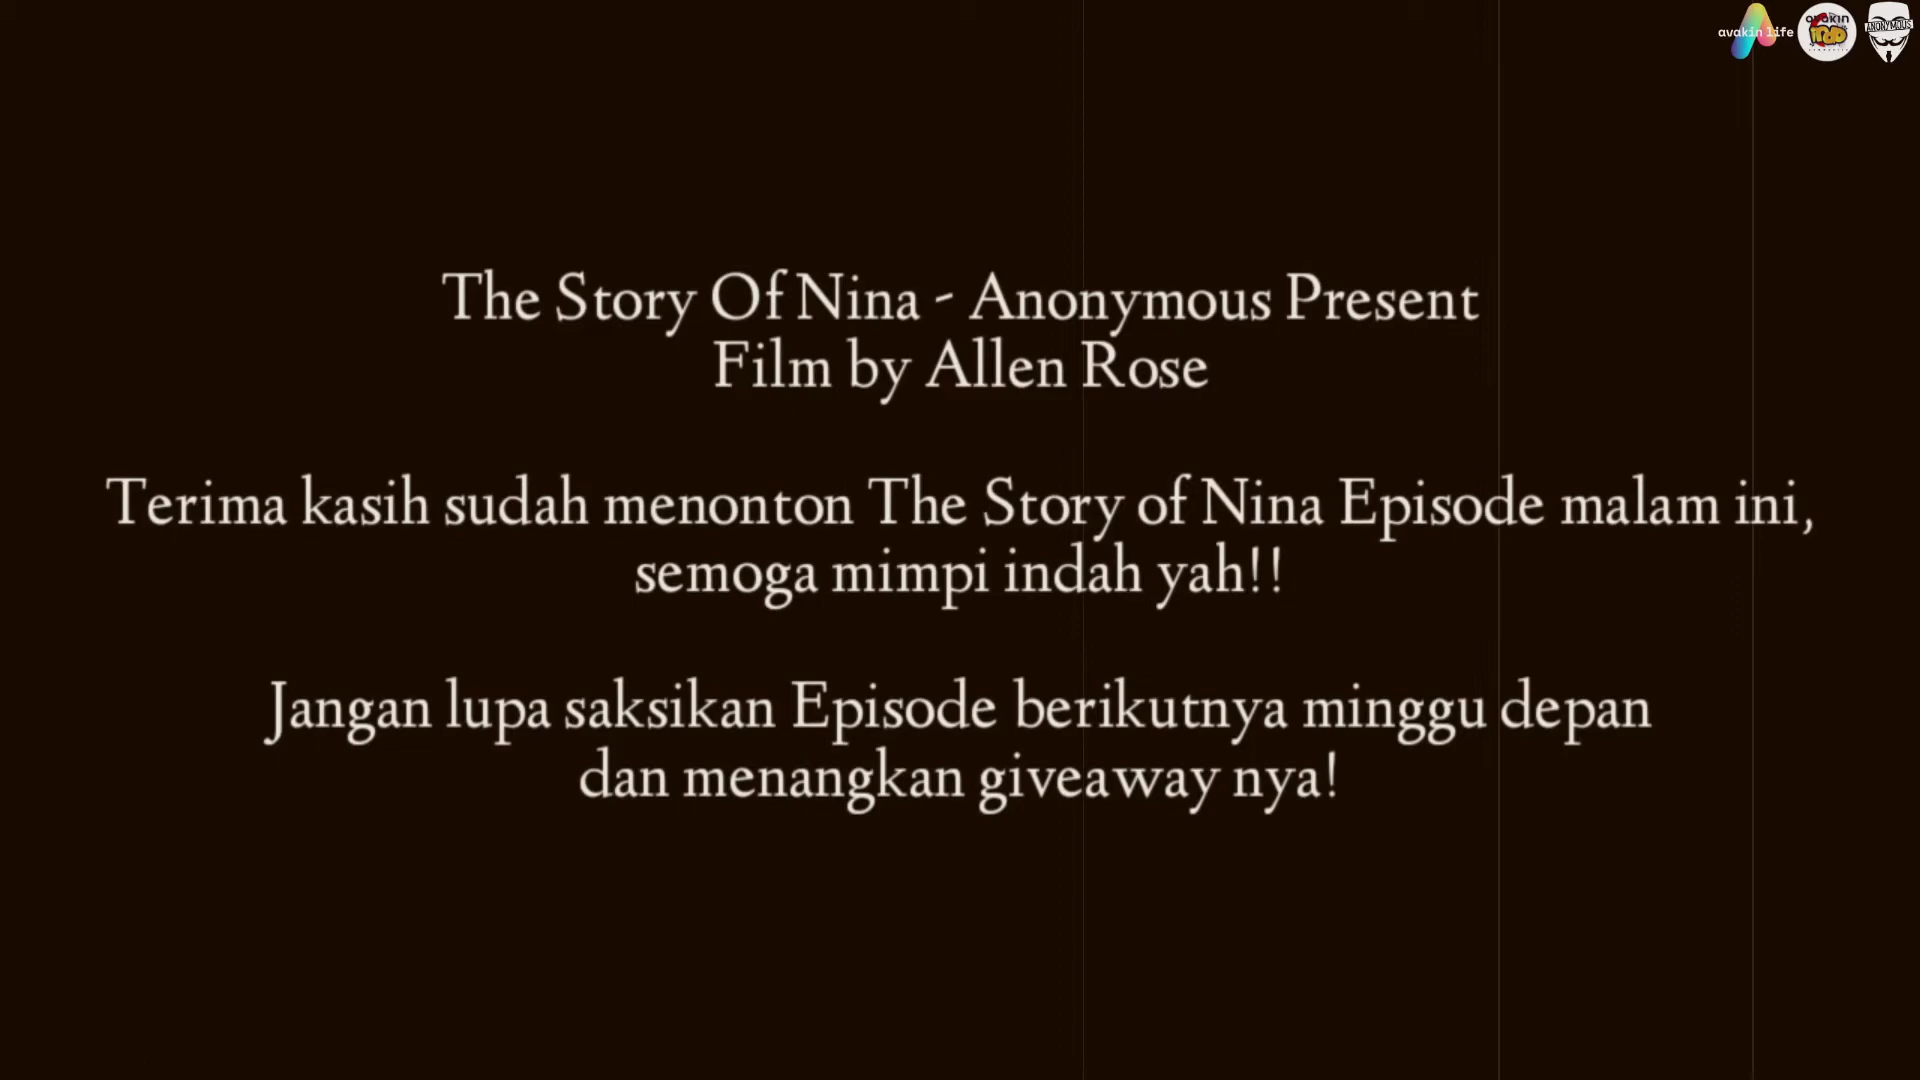 avakin life
avakin
indo
ANONYMOUS
The Story Of Nina - Anonymous Present
Film by Allen Rose
Terima kasih sudah menonton The Story of Nina Episode malam ini,
semoga mimpi indah yah!!
Jangan lupa saksikan Episode berikutnya minggu depan
dan menangkan giveaway nya!